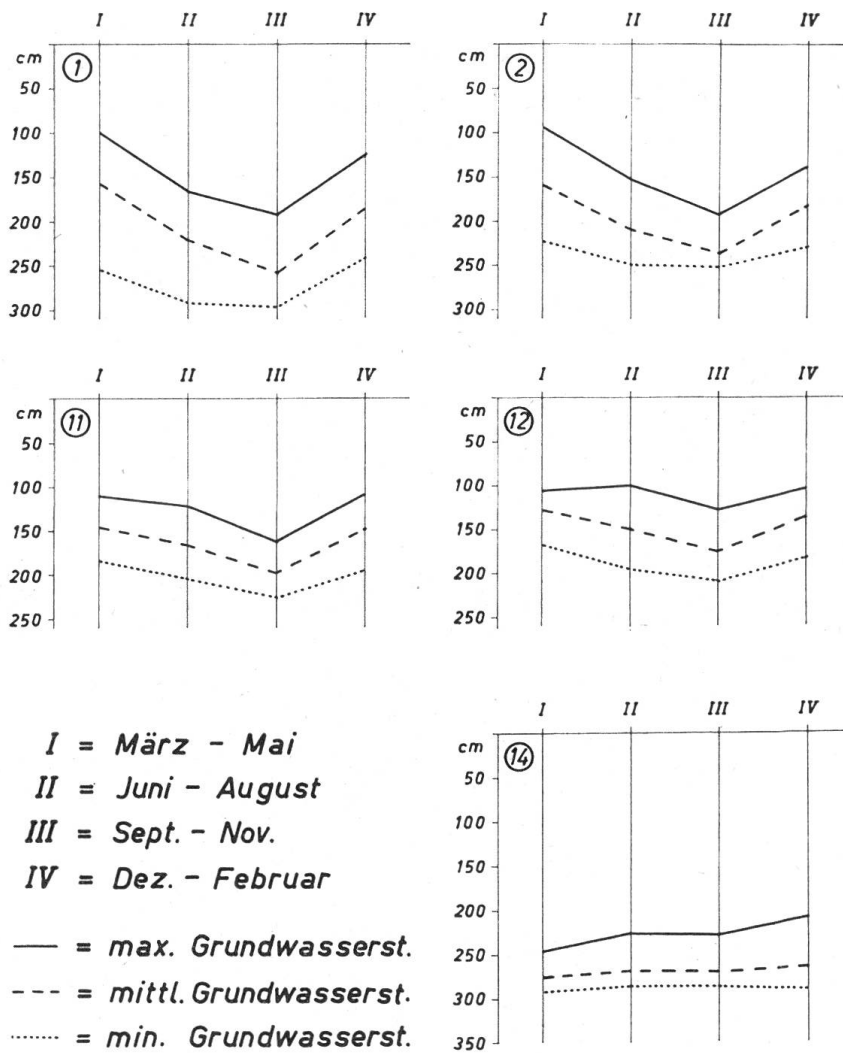 I II III IV
cm
50
100
150
200
250
300
1
I II III IV
cm
50
100
150
200
250
300
2
I II III IV
cm
50
100
150
200
250
11
I II III IV
cm
50
100
150
200
250
12
I = März - Mai
II = Juni - August
III = Sept. - Nov.
IV = Dez. - Februar
= max. Grundwasserst.
= mittl. Grundwasserst.
= min. Grundwasserst.
I II III IV
cm
50
100
150
200
250
300
350
14